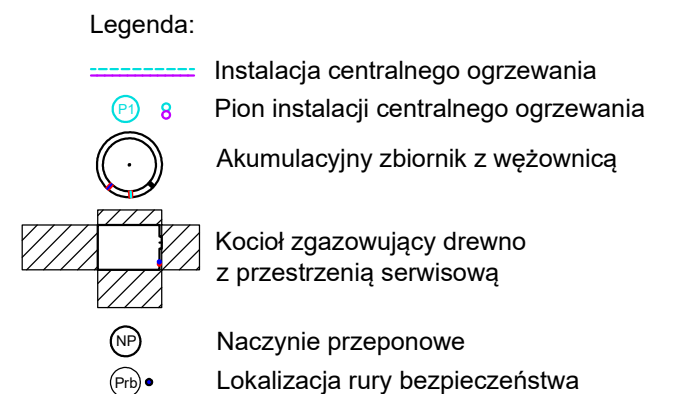 Legenda:
Instalacja centralnego ogrzewania
P1 Pion instalacji centralnego ogrzewania
Akumulacyjny zbiornik z wężownicą
Kocioł zgazowujący drewno
z przestrzenią serwisową
NP Naczynie przeponowe
Prb Lokalizacja rury bezpieczeństwa